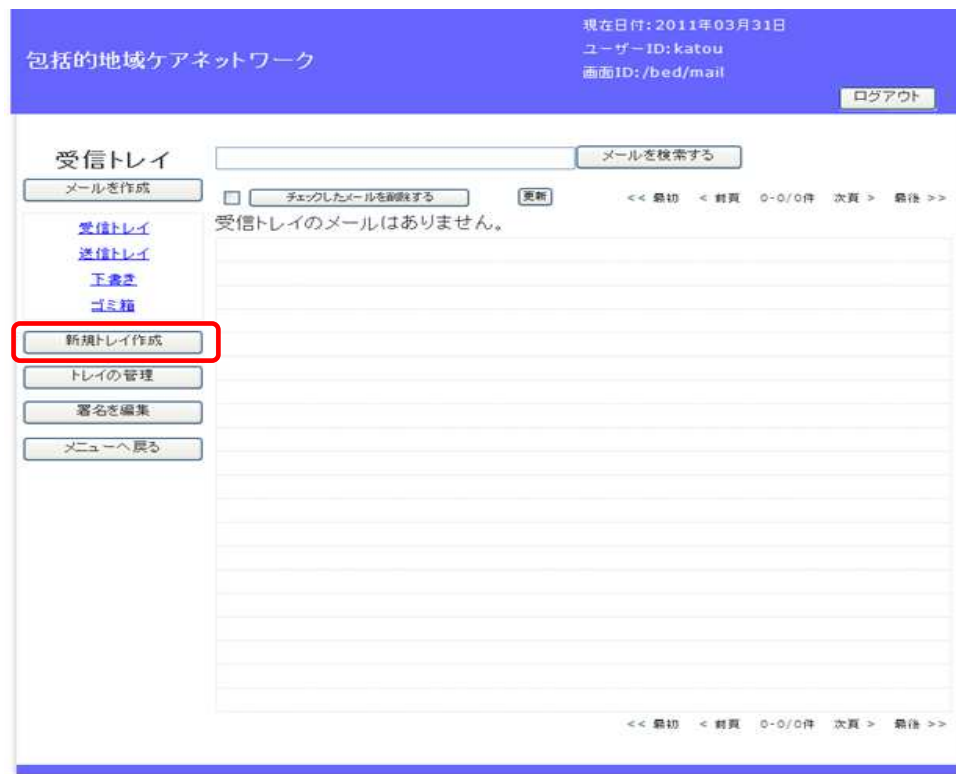 現在日付:2011年03月31日
包括的地域ケアネットワーク
ユーザーID:katou
画面ID:/bed/mail
ログアウト
受信トレイ
メールを検索する
メールを作成
チェックしたメールを削除する
更新
<< 最初 < 前頁 0-0/0件 次頁 > 最後 >>
受信トレイのメールはありません。
受信トレイ
送信トレイ
下書き
ゴミ箱
新規トレイ作成
トレイの管理
署名を編集
メニューへ戻る
<< 最初 < 前頁 0-0/0件 次頁 > 最後 >>